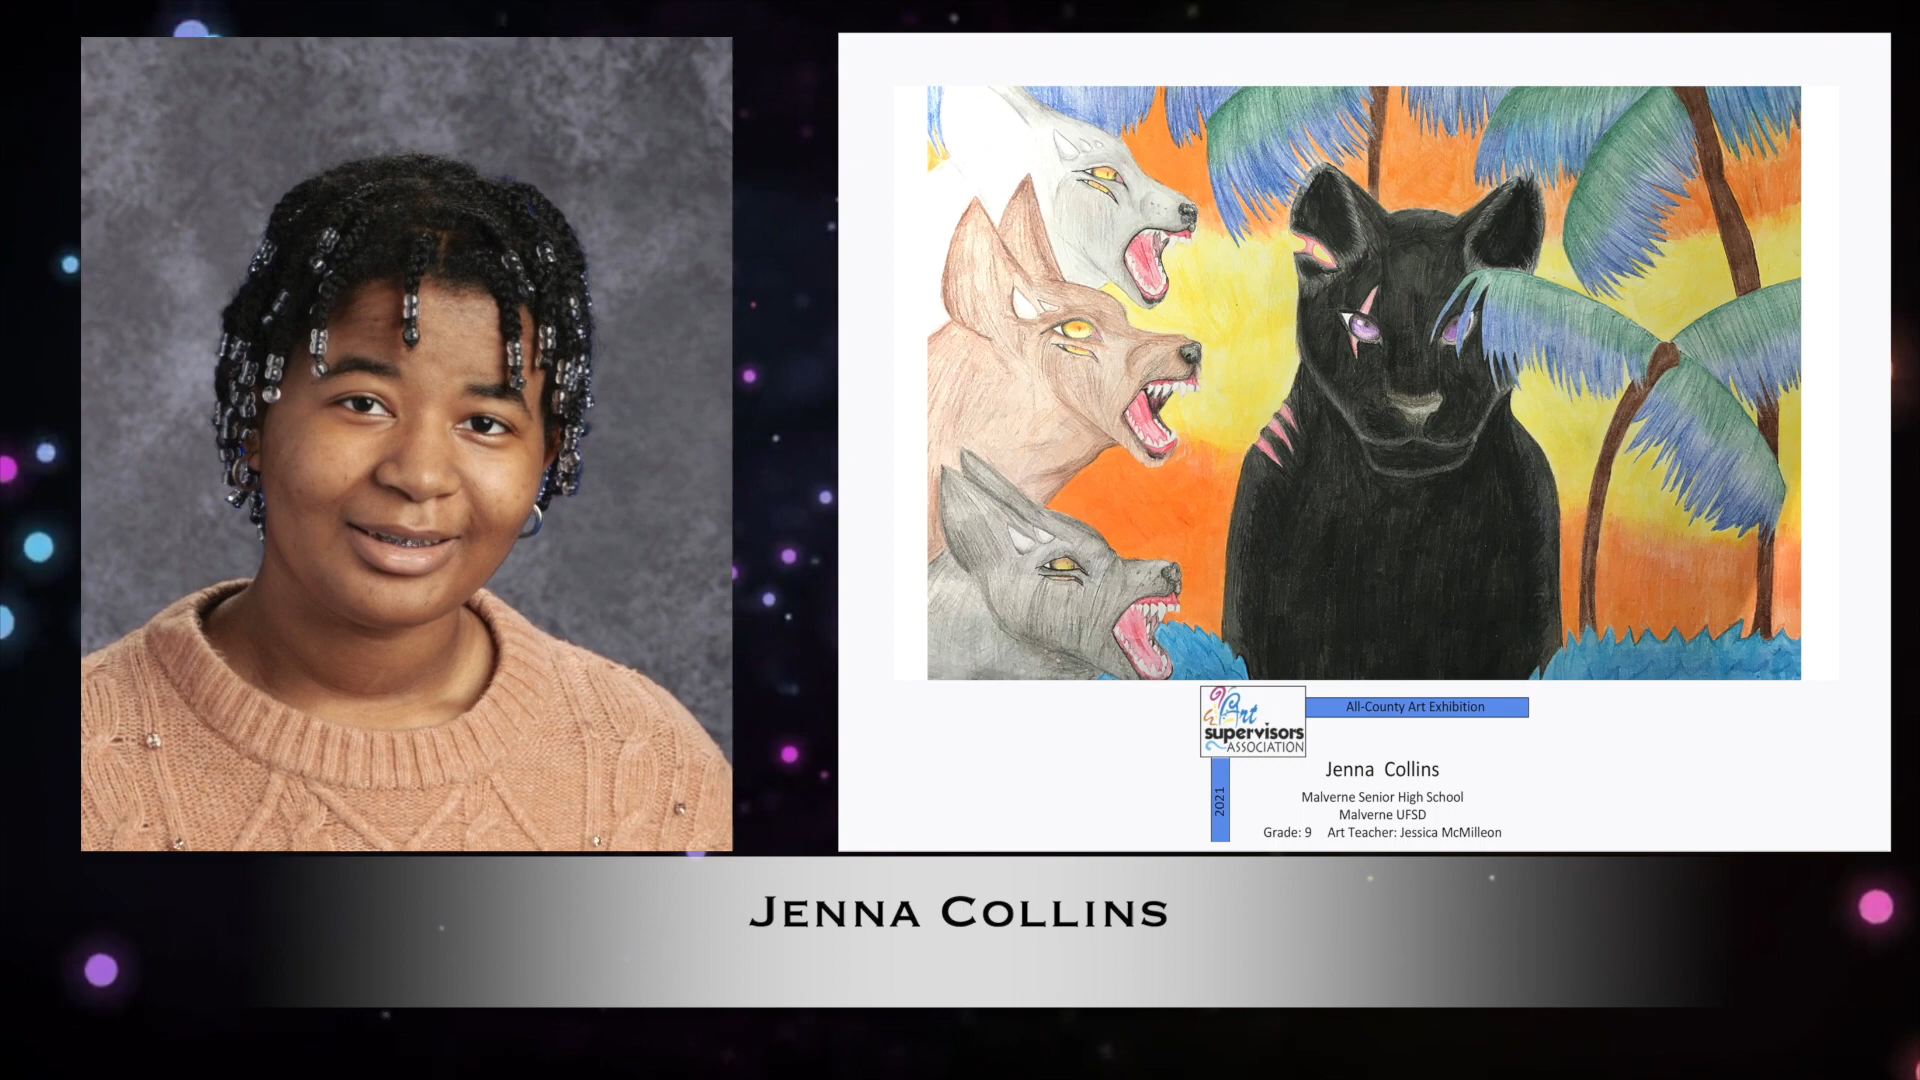 Art
supervisors
ASSOCIATION
All-County Art Exhibition
2021
Jenna Collins
Malverne Senior High School
Malverne UFSD
Grade: 9 Art Teacher: Jessica McMilleon
JENNA COLLINS